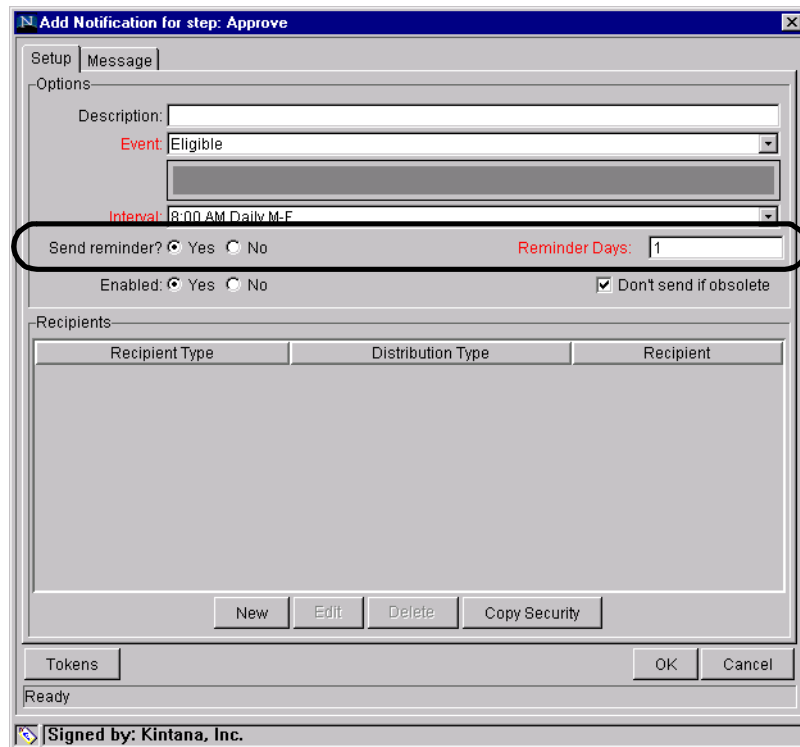 Add Notification for step: Approve
Setup Message
Options
Description:
Event: Eligible
Interval: 8:00 AM Daily M-F
Send reminder? Yes No Reminder Days: 1
Enabled: Yes No Don't send if obsolete
Recipients
Recipient Type Distribution Type Recipient
New Edit Delete Copy Security
Tokens OK Cancel
Ready
Signed by: Kintana, Inc.